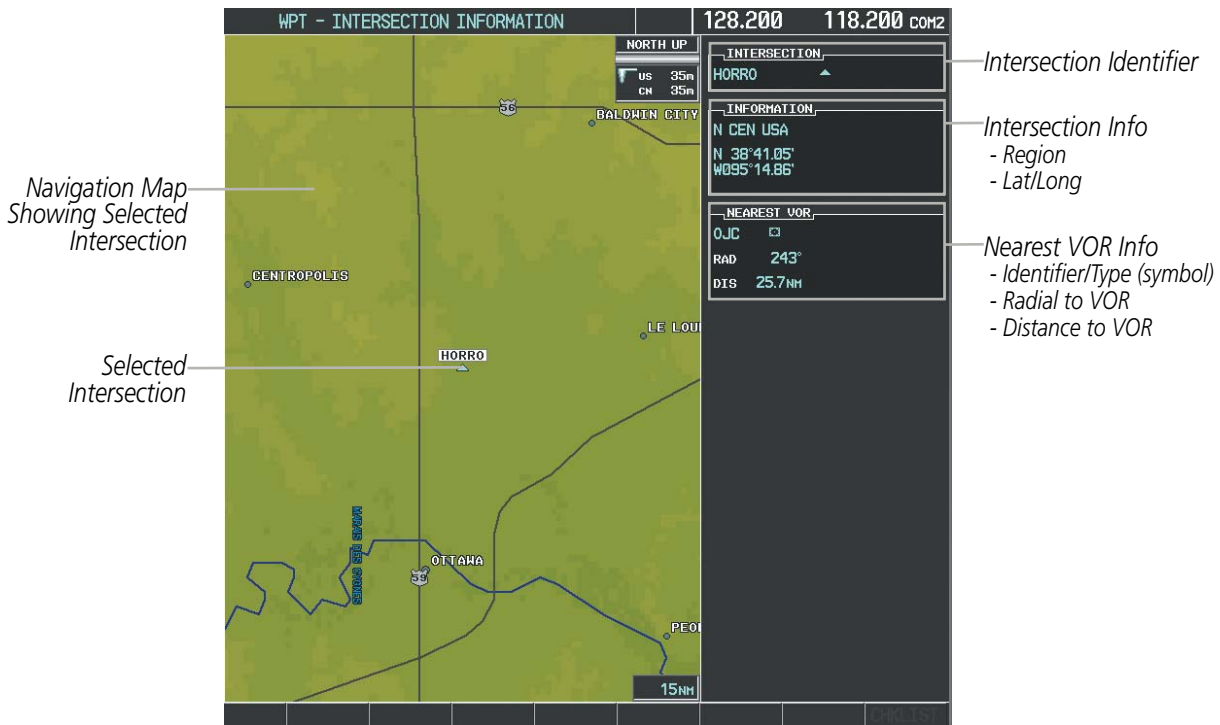 WPT – INTERSECTION INFORMATION
128.200 118.200 COM2
NORTH UP
US 35m
CN 35m
56
BALDWIN CITY
CENTROPOLIS
LE LOU
HORRO
MARAIS DES CYGNES
OTTAWA
59
PEO
15NM
INTERSECTION
HORRO
INFORMATION
N CEN USA
N 38°41.05'
W095°14.86'
NEAREST VOR
OJC
RAD 243°
DIS 25.7NM
CHKLIST
Navigation Map
Showing Selected
Intersection
Selected
Intersection
Intersection Identifier
Intersection Info
- Region
- Lat/Long
Nearest VOR Info
- Identifier/Type (symbol)
- Radial to VOR
- Distance to VOR